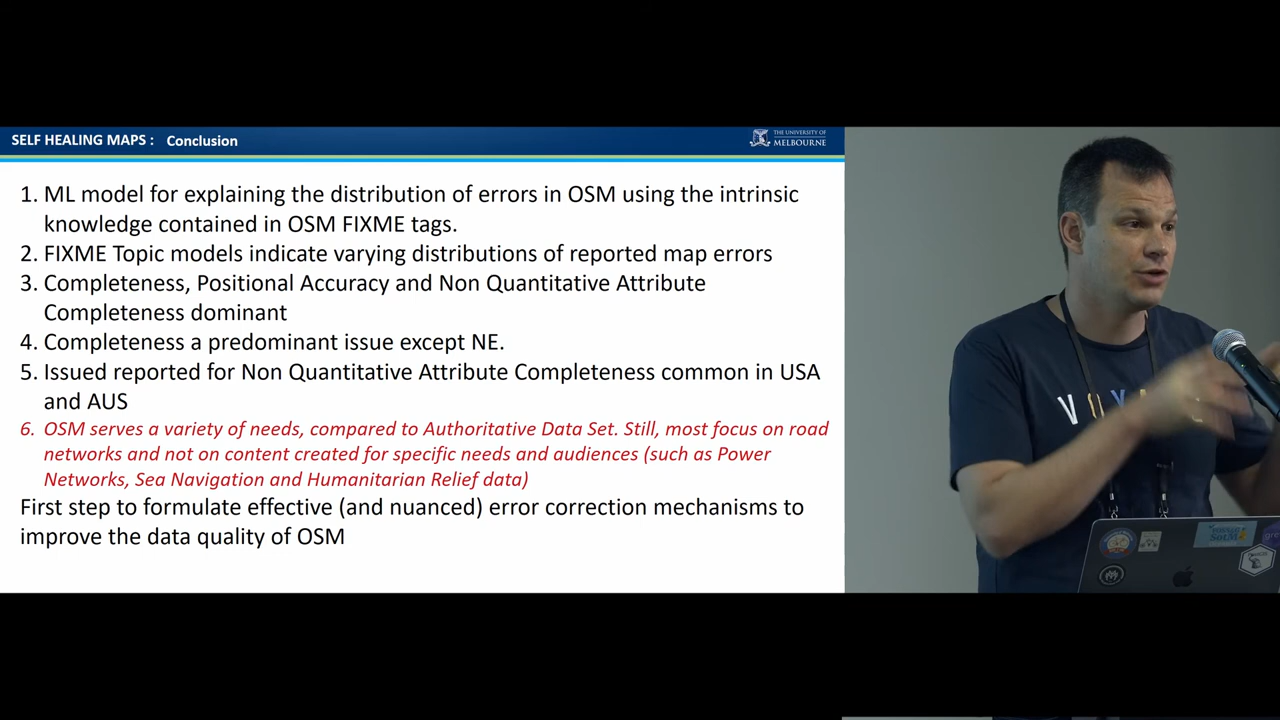 SELF HEALING MAPS : Conclusion
THE UNIVERSITY OF
MELBOURNE
1. ML model for explaining the distribution of errors in OSM using the intrinsic
knowledge contained in OSM FIXME tags.
2. FIXME Topic models indicate varying distributions of reported map errors
3. Completeness, Positional Accuracy and Non Quantitative Attribute
Completeness dominant
4. Completeness a predominant issue except NE.
5. Issued reported for Non Quantitative Attribute Completeness common in USA
and AUS
6. OSM serves a variety of needs, compared to Authoritative Data Set. Still, most focus on road
networks and not on content created for specific needs and audiences (such as Power
Networks, Sea Navigation and Humanitarian Relief data)
First step to formulate effective (and nuanced) error correction mechanisms to
improve the data quality of OSM